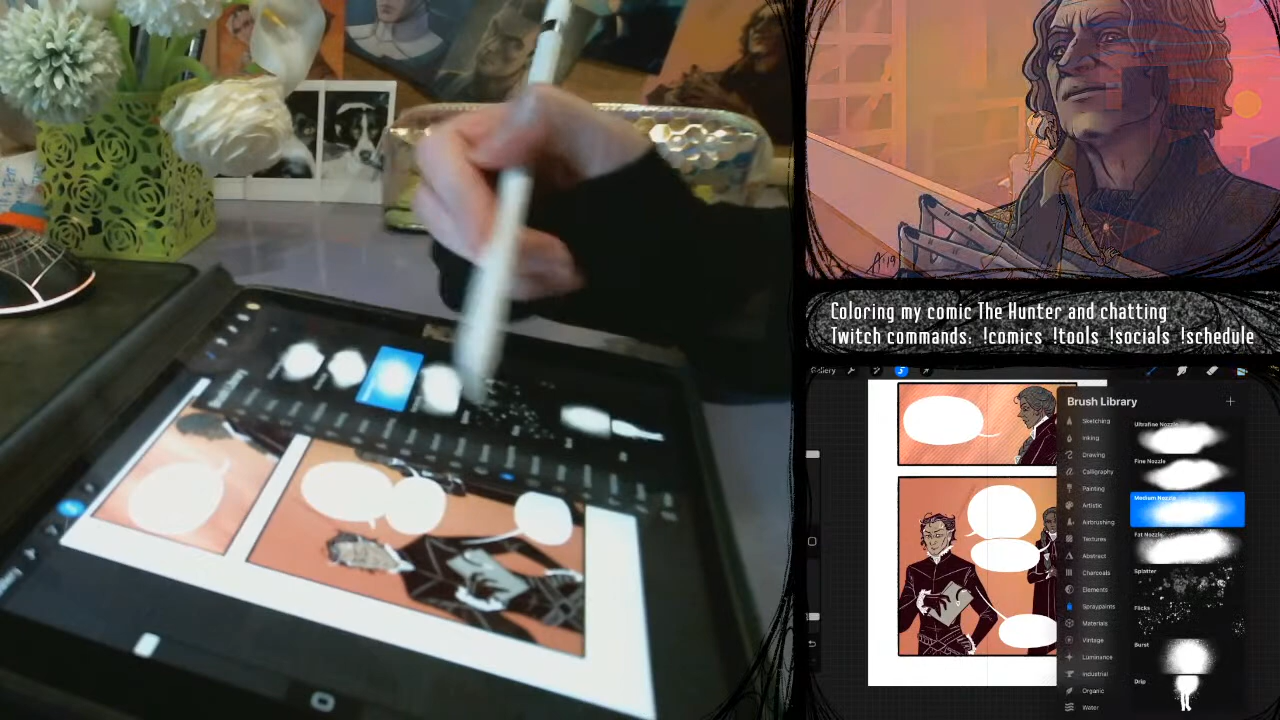 Coloring my comic The Hunter and chatting
Twitch commands: !comics !tools !socials !schedule
Gallery
Brush Library
Sketching
Inking
Drawing
Calligraphy
Painting
Artistic
Airbrushing
Textures
Abstract
Charcoals
Elements
Spraypaints
Materials
Vintage
Luminance
Industrial
Organic
Water
Ultrafine Nozzle
Fine Nozzle
Medium Nozzle
Fat Nozzle
Splatter
Flicks
Burst
Drip